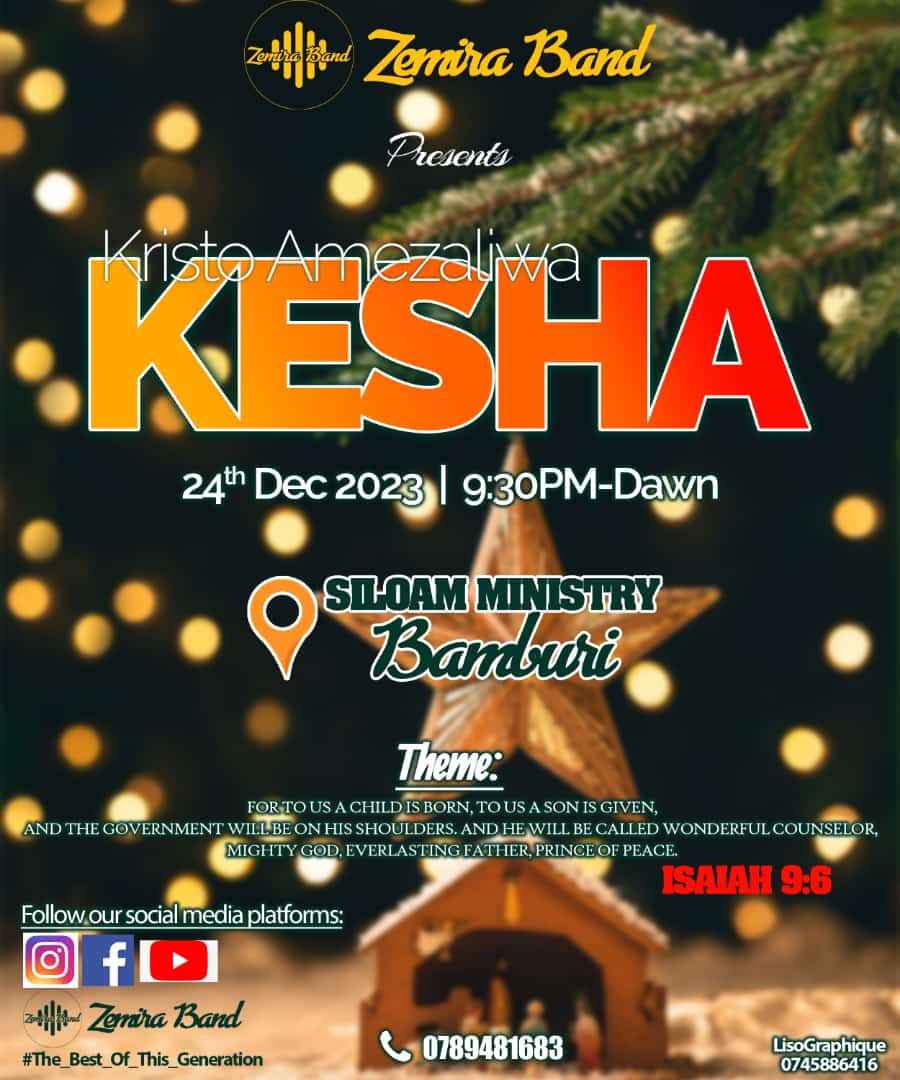 Zemira Band
Zemira Band
Presents
Kristo Amezaliwa
KESHA
24th Dec 2023 | 9:30PM-Dawn
SILOAM MINISTRY
Bamburi
Theme:
FOR TO US A CHILD IS BORN, TO US A SON IS GIVEN,
AND THE GOVERNMENT WILL BE ON HIS SHOULDERS. AND HE WILL BE CALLED WONDERFUL COUNSELOR,
MIGHTY GOD, EVERLASTING FATHER, PRINCE OF PEACE.
ISAIAH 9:6
Follow our social media platforms:
Zemira Band
Zemira Band
#The_Best_Of_This_Generation
0789481683
LisoGraphique
0745886416